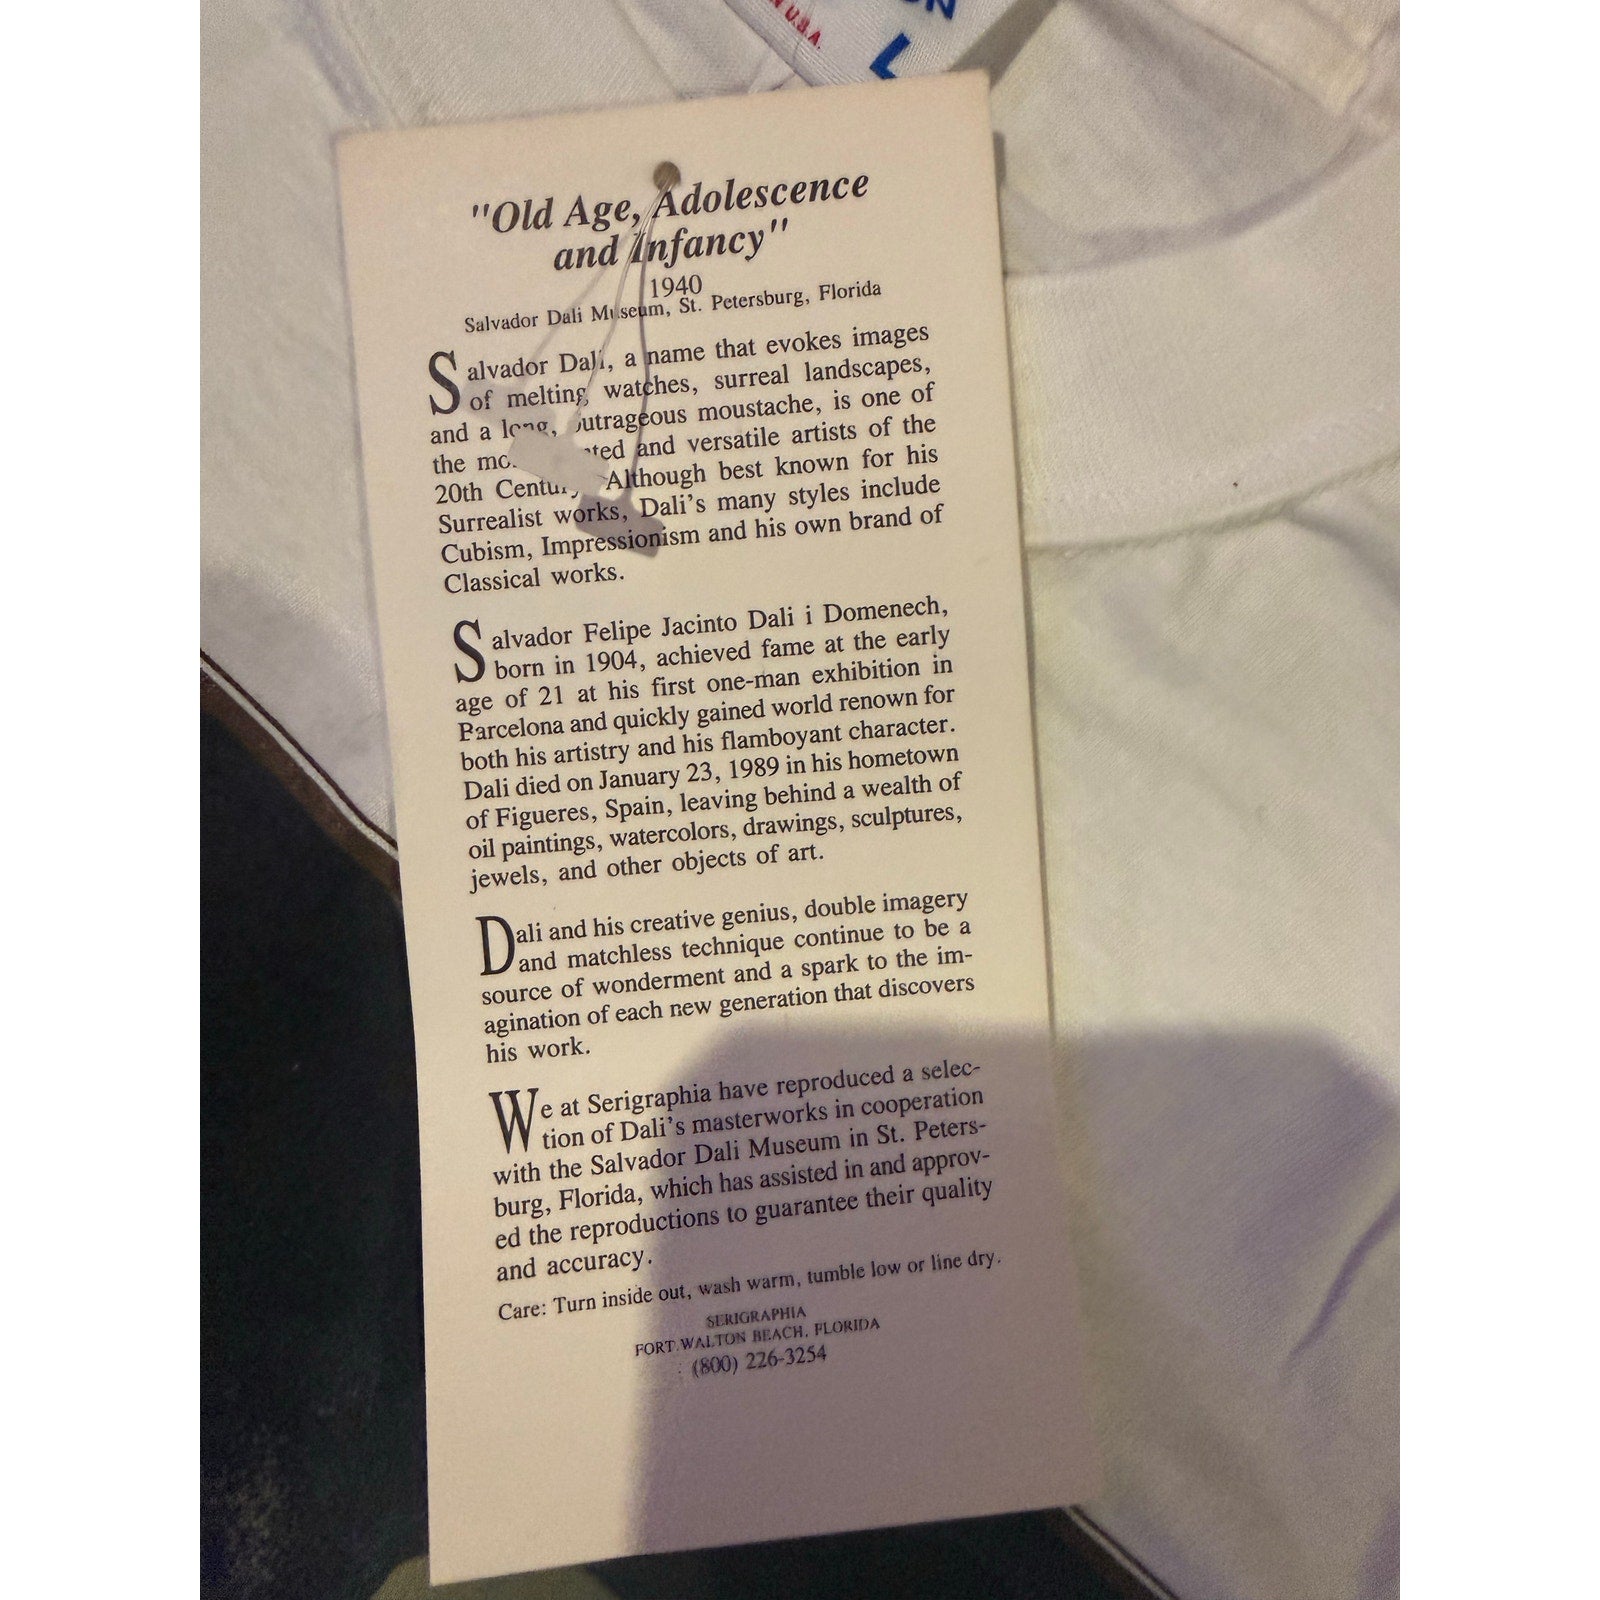 U.S.A.
L
"Old Age, Adolescence
and Infancy"
1940
Salvador Dali Museum, St. Petersburg, Florida
Salvador Dali, a name that evokes images
of melting watches, surreal landscapes,
and a long, outrageous moustache, is one of
the and versatile artists of the
20th Century. Although best known for his
Surrealist works, Dali's many styles include
Cubism, Impressionism and his own brand of
Classical works.
Salvador Felipe Jacinto Dali i Domenech,
born in 1904, achieved fame at the early
age of 21 at his first one-man exhibition in
Barcelona and quickly gained world renown for
both his artistry and his flamboyant character.
Dali died on January 23, 1989 in his hometown
of Figueres, Spain, leaving behind a wealth of
oil paintings, watercolors, drawings, sculptures,
jewels, and other objects of art.
Dali and his creative genius, double imagery
and matchless technique continue to be a
source of wonderment and a spark to the im-
agination of each new generation that discovers
his work.
We at Serigraphia have reproduced a selec-
tion of Dali's masterworks in cooperation
with the Salvador Dali Museum in St. Peters-
burg, Florida, which has assisted in and approv-
ed the reproductions to guarantee their quality
and accuracy.
Care: Turn inside out, wash warm, tumble low or line dry.
SERIGRAPHIA
FORT WALTON BEACH, FLORIDA
(800) 226-3254